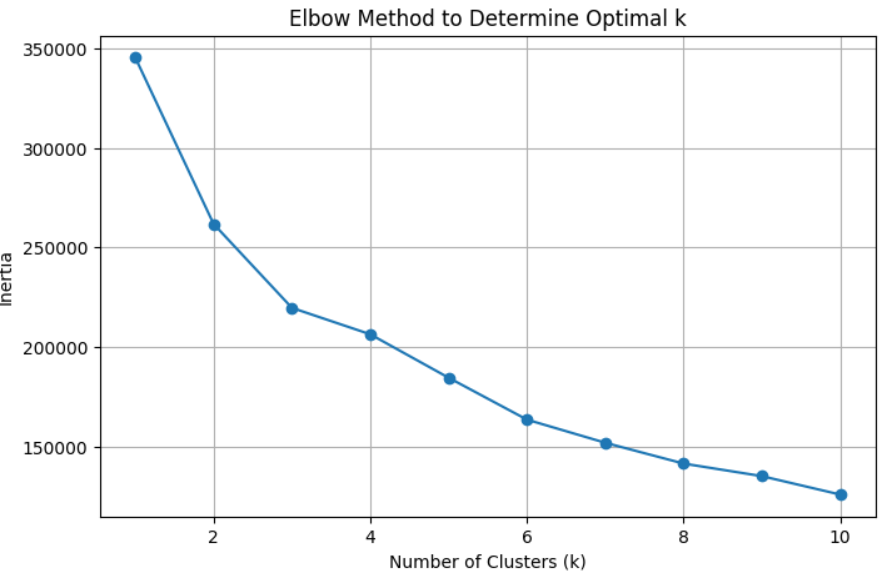 Elbow Method to Determine Optimal k
350000
300000
250000
200000
150000
Inertia
2 4 6 8 10
Number of Clusters (k)